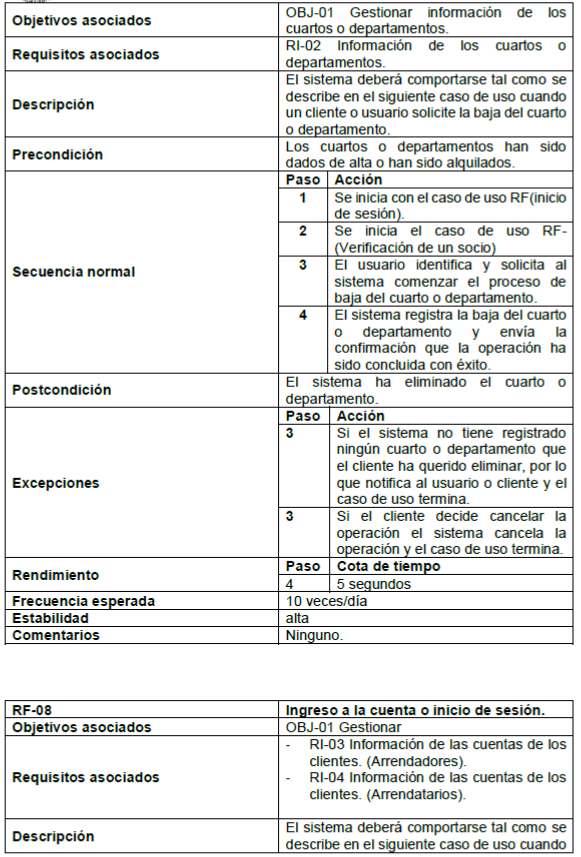 Objetivos asociados
OBJ-01 Gestionar información de los
cuartos o departamentos.
Requisitos asociados
RI-02 Información de los cuartos o
departamentos.
Descripción
El sistema deberá comportarse tal como se
describe en el siguiente caso de uso cuando
un cliente o usuario solicite la baja del cuarto
o departamento.
Precondición
Los cuartos o departamentos han sido
dados de alta o han sido alquilados.
Secuencia normal
Paso Acción
1 Se inicia con el caso de uso RF(inicio
de sesión).
2 Se inicia el caso de uso RF-
(Verificación de un socio)
3 El usuario identifica y solicita al
sistema comenzar el proceso de
baja del cuarto o departamento.
4 El sistema registra la baja del cuarto
o departamento y envía la
confirmación que la operación ha
sido concluida con éxito.
Postcondición
El sistema ha eliminado el cuarto o
departamento.
Excepciones
Paso Acción
3 Si el sistema no tiene registrado
ningún cuarto o departamento que
el cliente ha querido eliminar, por lo
que notifica al usuario o cliente y el
caso de uso termina.
3 Si el cliente decide cancelar la
operación el sistema cancela la
operación y el caso de uso termina.
Rendimiento
Paso Cota de tiempo
4 5 segundos
Frecuencia esperada 10 veces/día
Estabilidad alta
Comentarios Ninguno.
RF-08 Ingreso a la cuenta o inicio de sesión.
Objetivos asociados OBJ-01 Gestionar
Requisitos asociados
- RI-03 Información de las cuentas de los
clientes. (Arrendadores).
- RI-04 Información de las cuentas de los
clientes. (Arrendatarios).
Descripción
El sistema deberá comportarse tal como se
describe en el siguiente caso de uso cuando